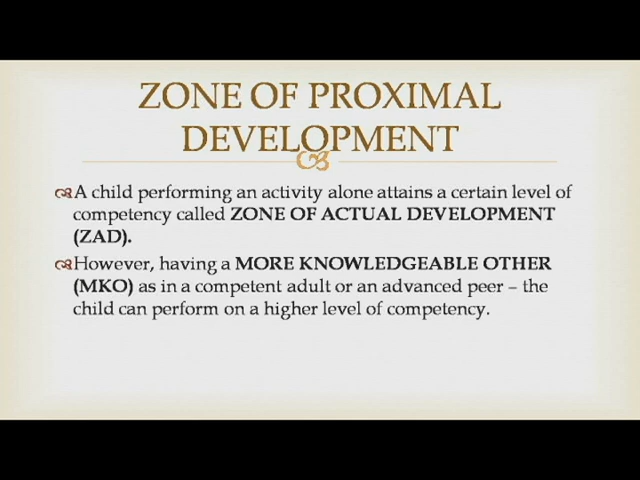 ZONE OF PROXIMAL
DEVELOPMENT
A child performing an activity alone attains a certain level of
competency called ZONE OF ACTUAL DEVELOPMENT
(ZAD).
However, having a MORE KNOWLEDGEABLE OTHER
(MKO) as in a competent adult or an advanced peer – the
child can perform on a higher level of competency.